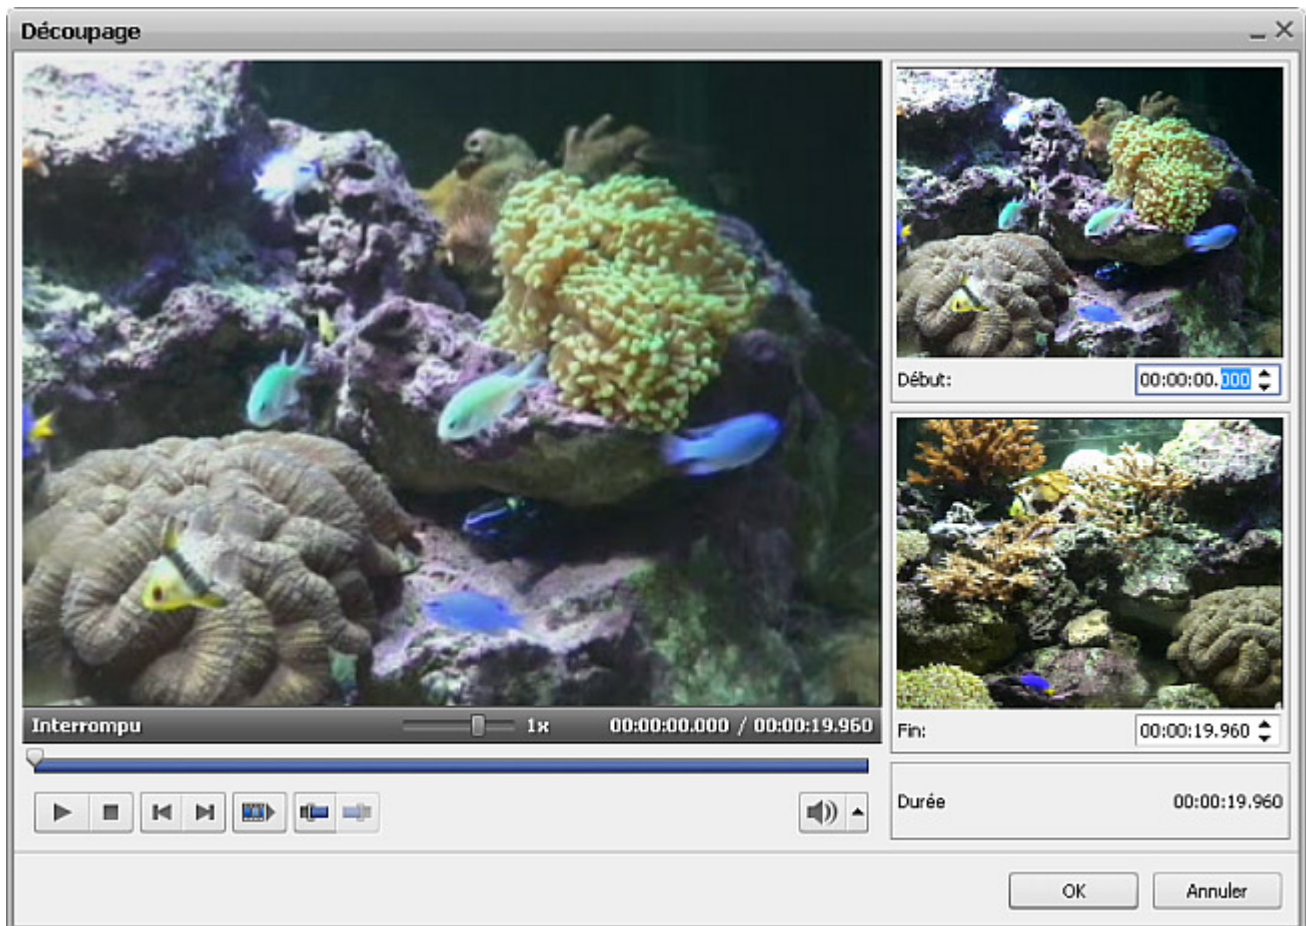 Découpage
Début: 00:00:00.000
Interrompu 1x 00:00:00.000 / 00:00:19.960
Fin: 00:00:19.960
Durée 00:00:19.960
OK Annuler